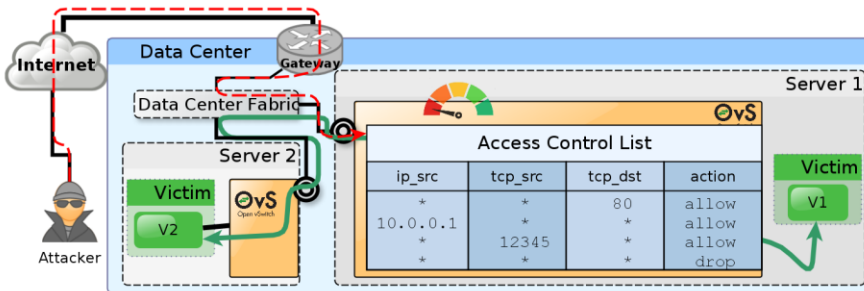 Data Center
Internet
Gateway
Server 1
Data Center Fabric
OvS
Access Control List
Server 2
ip_src tcp_src tcp_dst action
Victim
Victim
OvS
Open vSwitch
V1
V2
* * 80 allow
10.0.0.1 * * allow
* 12345 * allow
* * * drop
Attacker